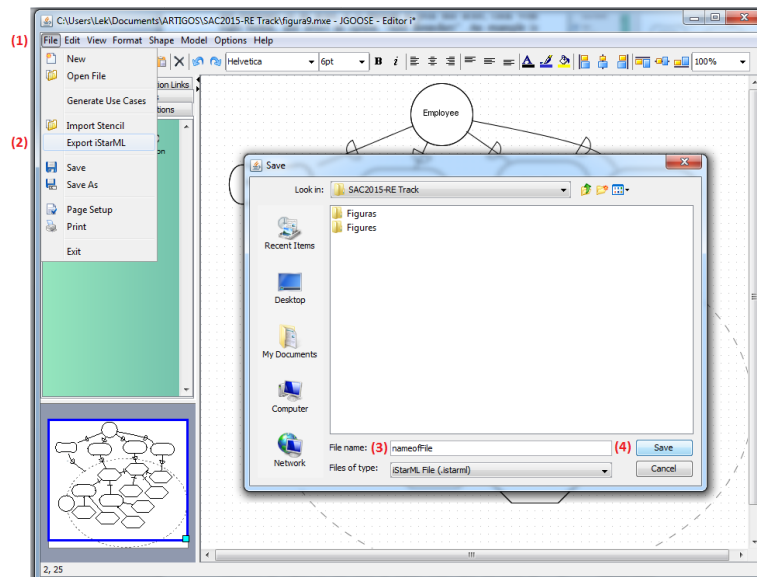 C:\Users\Lek\Documents\ARTIGOS\SAC2015-RE Track\figura9.mxe - JGOOSE - Editor i*
(1)
File Edit View Format Shape Model Options Help
Helvetica 6pt B i A 100%
New
Open File
Generate Use Cases
Import Stencil
(2) Export iStarML
Save
Save As
Page Setup
Print
Exit
ion Links
tions
Employee
Save
Look in: SAC2015-RE Track
Figuras
Figures
Recent Items
Desktop
My Documents
Computer
Network
File name: (3) nameofFile (4) Save
Files of type: iStarML File (.istarml) Cancel
2, 25